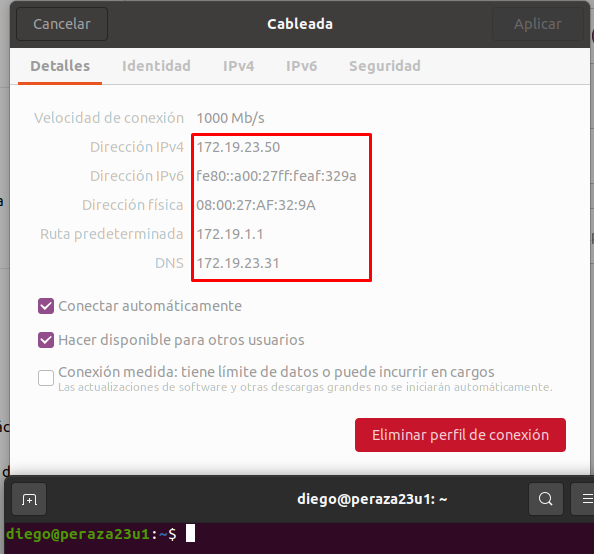 Cancelar Cableada Aplicar
Detalles Identidad IPv4 IPv6 Seguridad
Velocidad de conexión 1000 Mb/s
Dirección IPv4 172.19.23.50
Dirección IPv6 fe80::a00:27ff:feaf:329a
Dirección física 08:00:27:AF:32:9A
Ruta predeterminada 172.19.1.1
DNS 172.19.23.31
Conectar automáticamente
Hacer disponible para otros usuarios
Conexión medida: tiene límite de datos o puede incurrir en cargos
Las actualizaciones de software y otras descargas grandes no se iniciarán automáticamente.
Eliminar perfil de conexión
diego@peraza23u1: ~
diego@peraza23u1:~$